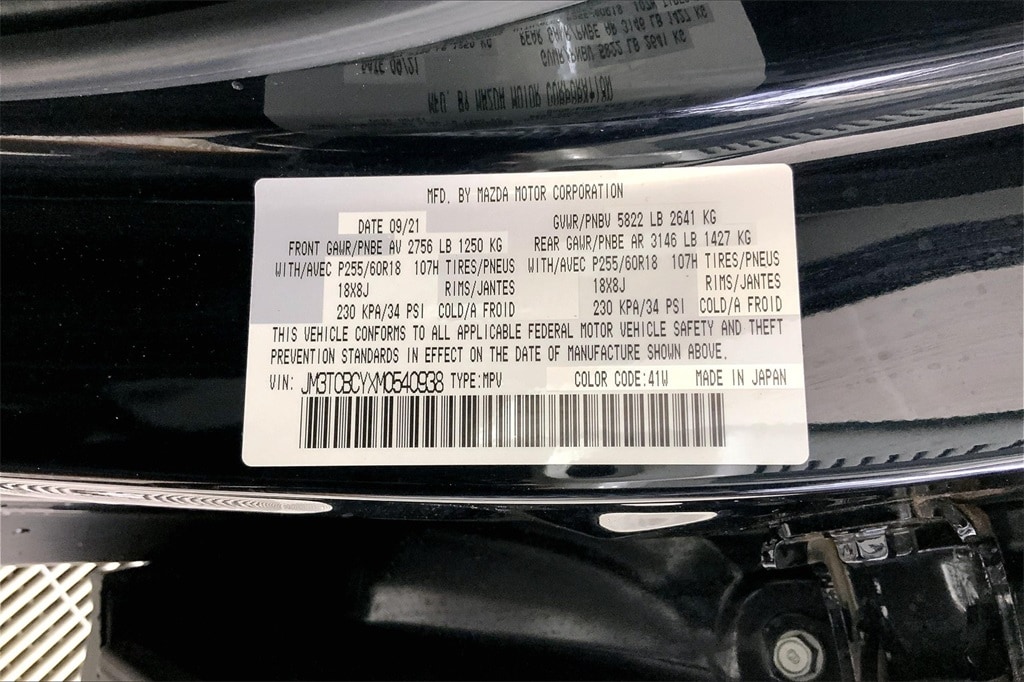 MFD. BY MAZDA MOTOR CORPORATION
DATE 09/21 GVWR/PNBV 5822 LB 2641 KG
FRONT GAWR/PNBE AV 2756 LB 1250 KG REAR GAWR/PNBE AR 3146 LB 1427 KG
WITH/AVEC P255/60R18 107H TIRES/PNEUS WITH/AVEC P255/60R18 107H TIRES/PNEUS
18X8J RIMS/JANTES 18X8J RIMS/JANTES
230 KPA/34 PSI COLD/A FROID 230 KPA/34 PSI COLD/A FROID
THIS VEHICLE CONFORMS TO ALL APPLICABLE FEDERAL MOTOR VEHICLE SAFETY AND THEFT
PREVENTION STANDARDS IN EFFECT ON THE DATE OF MANUFACTURE SHOWN ABOVE.
VIN: JM3TCBCYXM0540938 TYPE:MPV COLOR CODE:41W MADE IN JAPAN